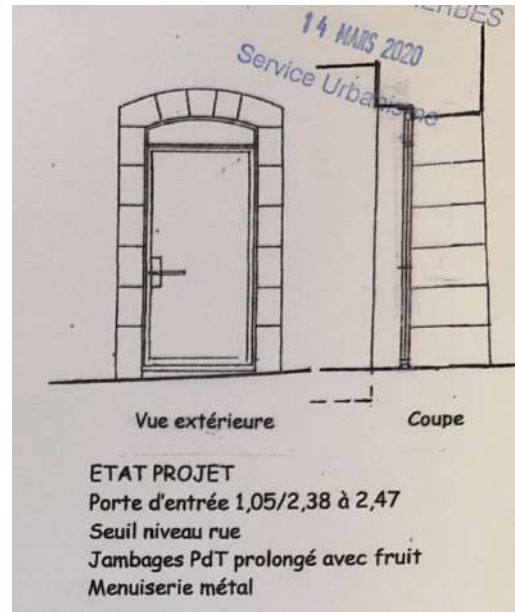 14 MARS 2020
Service Urbanisme
Vue extérieure
Coupe
ETAT PROJET
Porte d'entrée 1,05/2,38 à 2,47
Seuil niveau rue
Jambages PdT prolongé avec fruit
Menuiserie métal